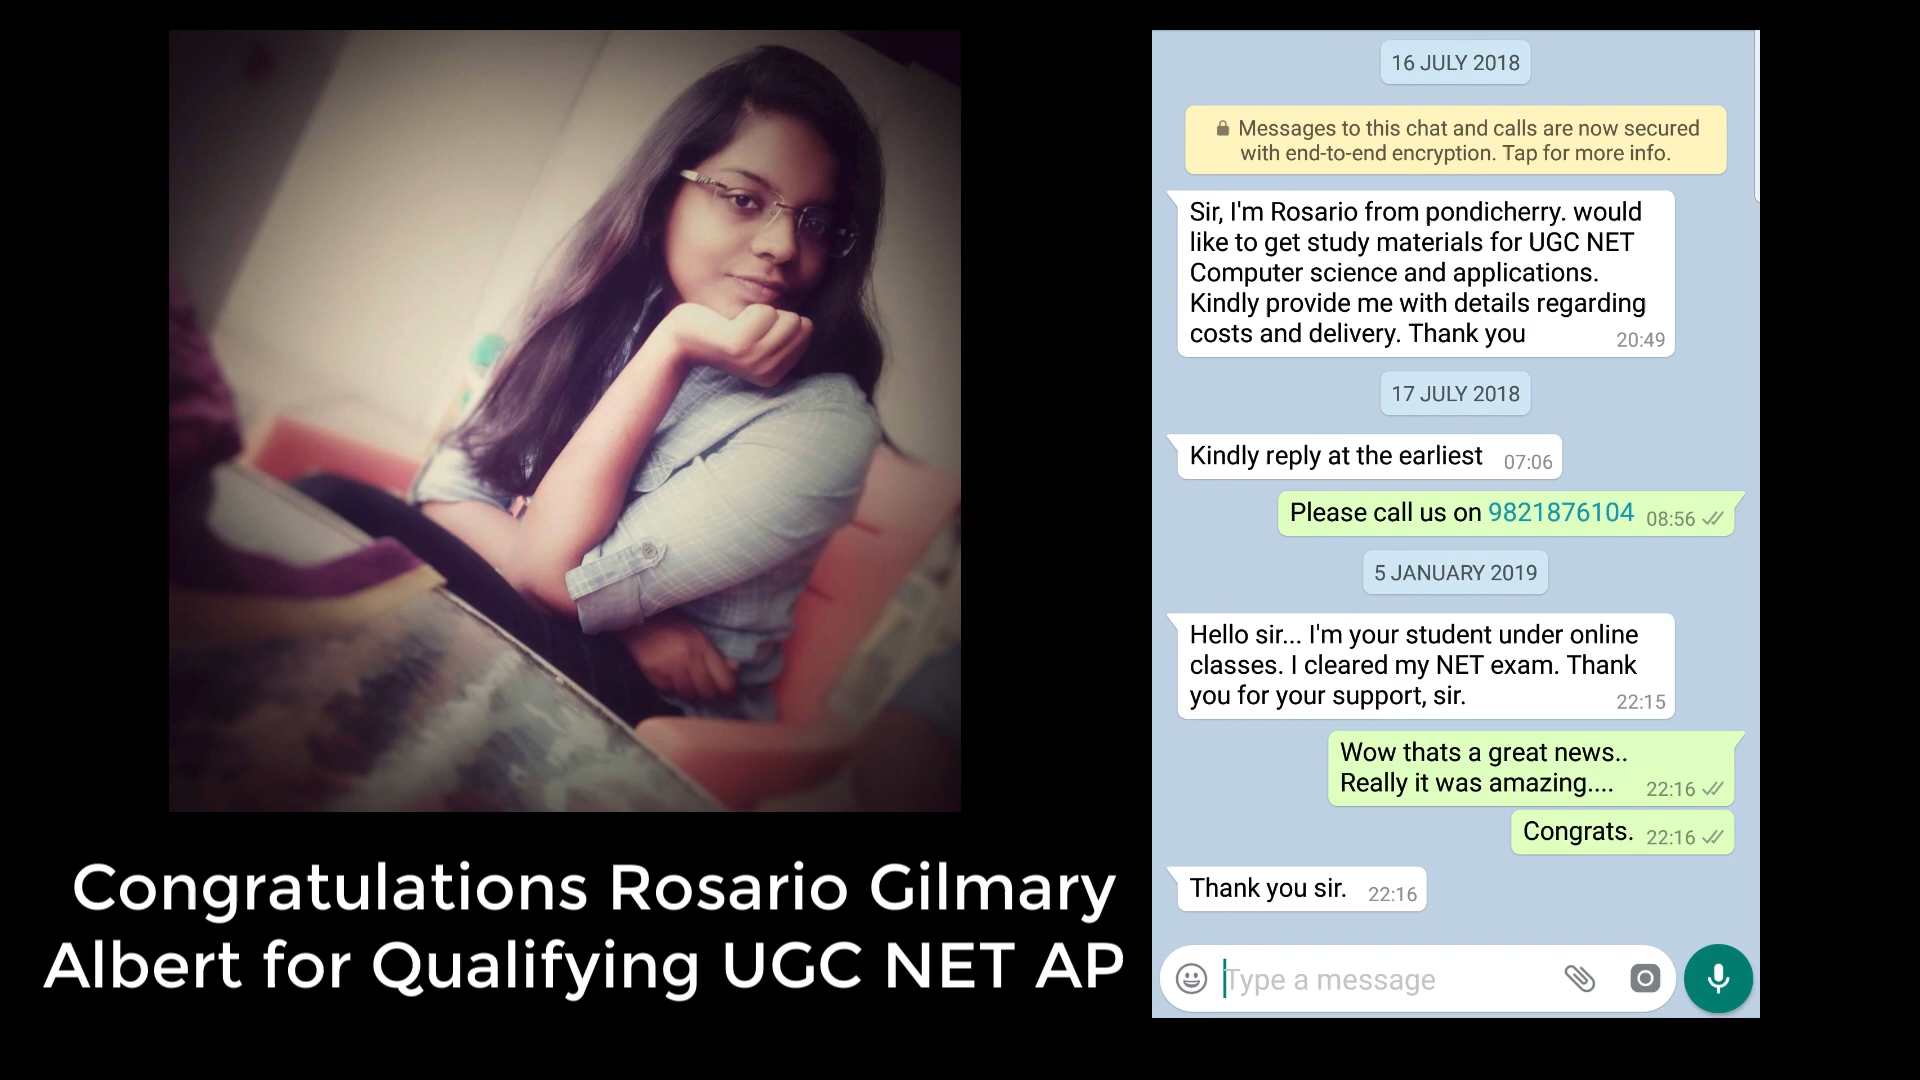 Congratulations Rosario Gilmary
Albert for Qualifying UGC NET AP
16 JULY 2018
Messages to this chat and calls are now secured
with end-to-end encryption. Tap for more info.
Sir, I'm Rosario from pondicherry. would
like to get study materials for UGC NET
Computer science and applications.
Kindly provide me with details regarding
costs and delivery. Thank you 20:49
17 JULY 2018
Kindly reply at the earliest 07:06
Please call us on 9821876104 08:56
5 JANUARY 2019
Hello sir... I'm your student under online
classes. I cleared my NET exam. Thank
you for your support, sir. 22:15
Wow thats a great news..
Really it was amazing.... 22:16
Congrats. 22:16
Thank you sir. 22:16
Type a message